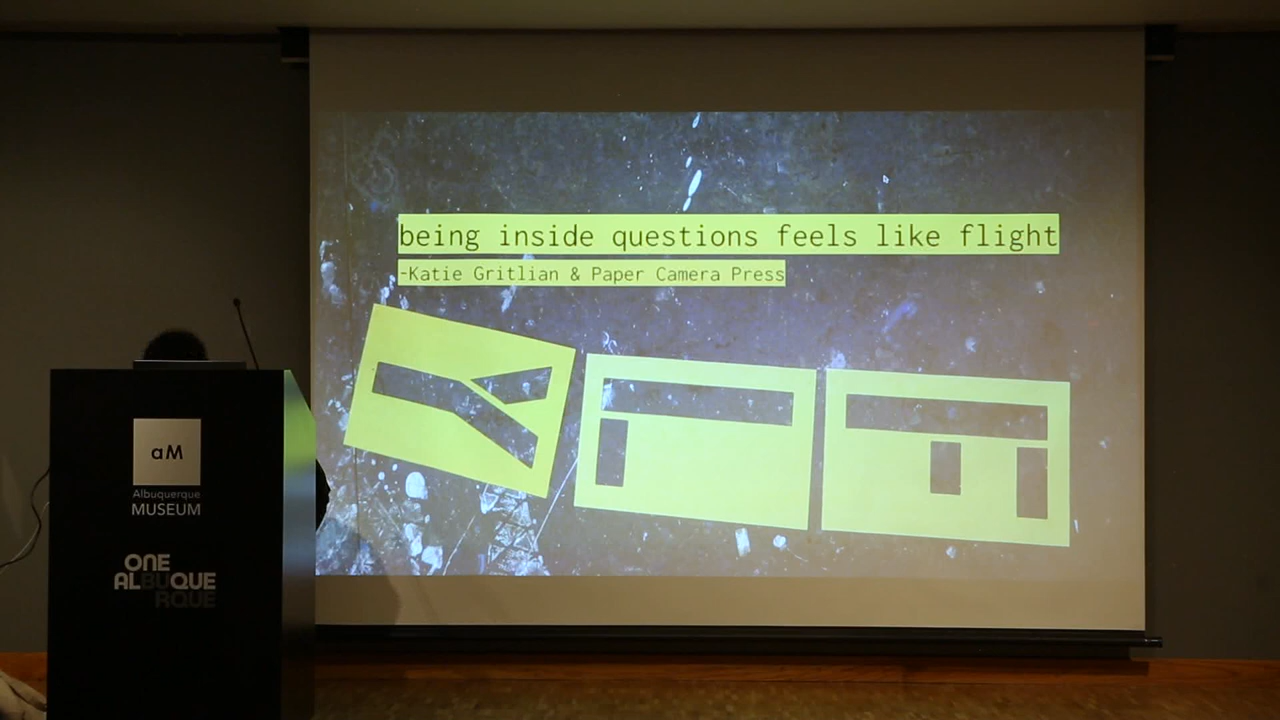 being inside questions feels like flight
-Katie Gritlian & Paper Camera Press
aM
Albuquerque
MUSEUM
ONE
ALBUQUE
RQUE